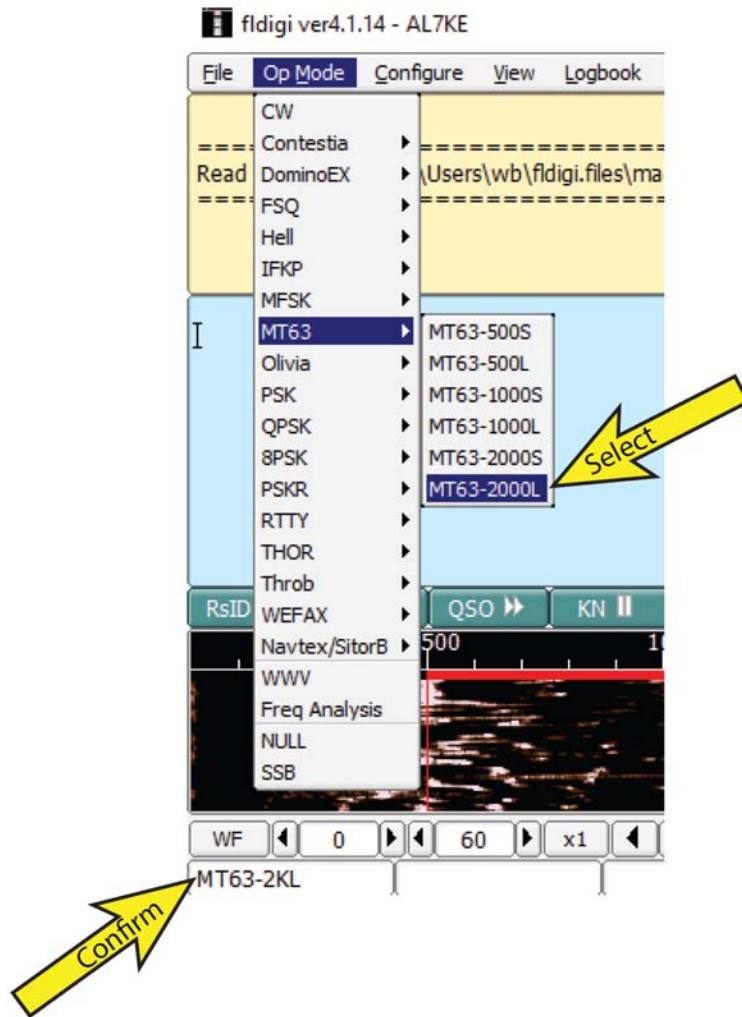 fldigi ver4.1.14 - AL7KE
File Op Mode Configure View Logbook
CW
Contestia
==== ==============
Read DominoEX \Users\wb\fldigi.files\ma
==== ==============
FSQ
Hell
IFKP
MFSK
MT63 MT63-500S
Olivia MT63-500L
PSK MT63-1000S
QPSK MT63-1000L
8PSK MT63-2000S
Select
PSKR MT63-2000L
RTTY
THOR
Throb
RsID WEFAX QSO KN
Navtex/SitorB 500
WWV
Freq Analysis
NULL
SSB
WF 0 60 x1
MT63-2KL
Confirm